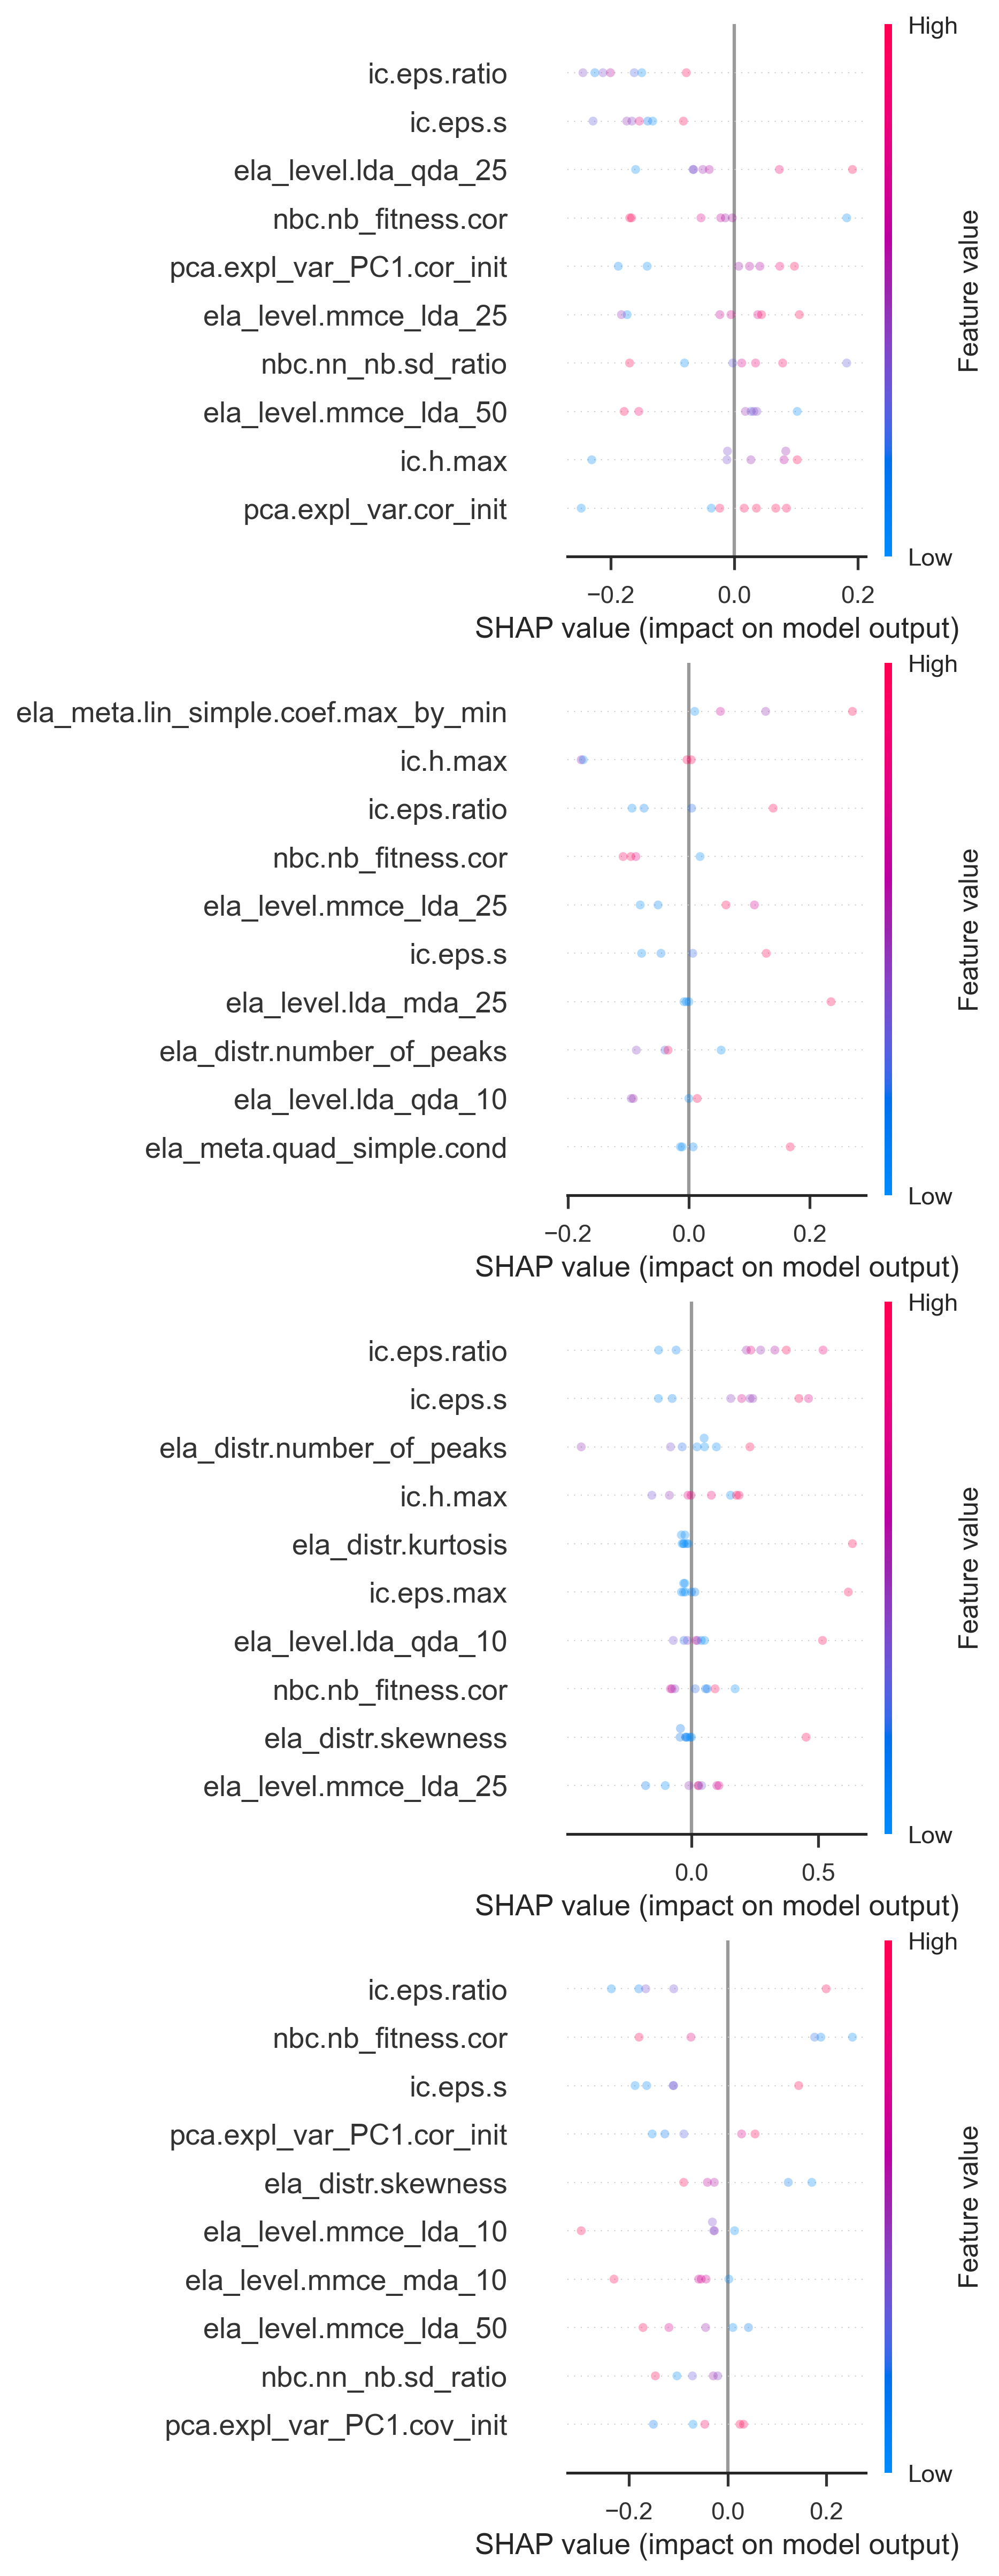 High
ic.eps.ratio
ic.eps.s
ela_level.lda_qda_25
nbc.nb_fitness.cor
pca.expl_var_PC1.cor_init
ela_level.mmce_lda_25
nbc.nn_nb.sd_ratio
ela_level.mmce_lda_50
ic.h.max
pca.expl_var.cor_init
Feature value
Low
−0.2 0.0 0.2
SHAP value (impact on model output)
High
ela_meta.lin_simple.coef.max_by_min
ic.h.max
ic.eps.ratio
nbc.nb_fitness.cor
ela_level.mmce_lda_25
ic.eps.s
ela_level.lda_mda_25
ela_distr.number_of_peaks
ela_level.lda_qda_10
ela_meta.quad_simple.cond
Feature value
Low
−0.2 0.0 0.2
SHAP value (impact on model output)
High
ic.eps.ratio
ic.eps.s
ela_distr.number_of_peaks
ic.h.max
ela_distr.kurtosis
ic.eps.max
ela_level.lda_qda_10
nbc.nb_fitness.cor
ela_distr.skewness
ela_level.mmce_lda_25
Feature value
Low
0.0 0.5
SHAP value (impact on model output)
High
ic.eps.ratio
nbc.nb_fitness.cor
ic.eps.s
pca.expl_var_PC1.cor_init
ela_distr.skewness
ela_level.mmce_lda_10
ela_level.mmce_mda_10
ela_level.mmce_lda_50
nbc.nn_nb.sd_ratio
pca.expl_var_PC1.cov_init
Feature value
Low
−0.2 0.0 0.2
SHAP value (impact on model output)